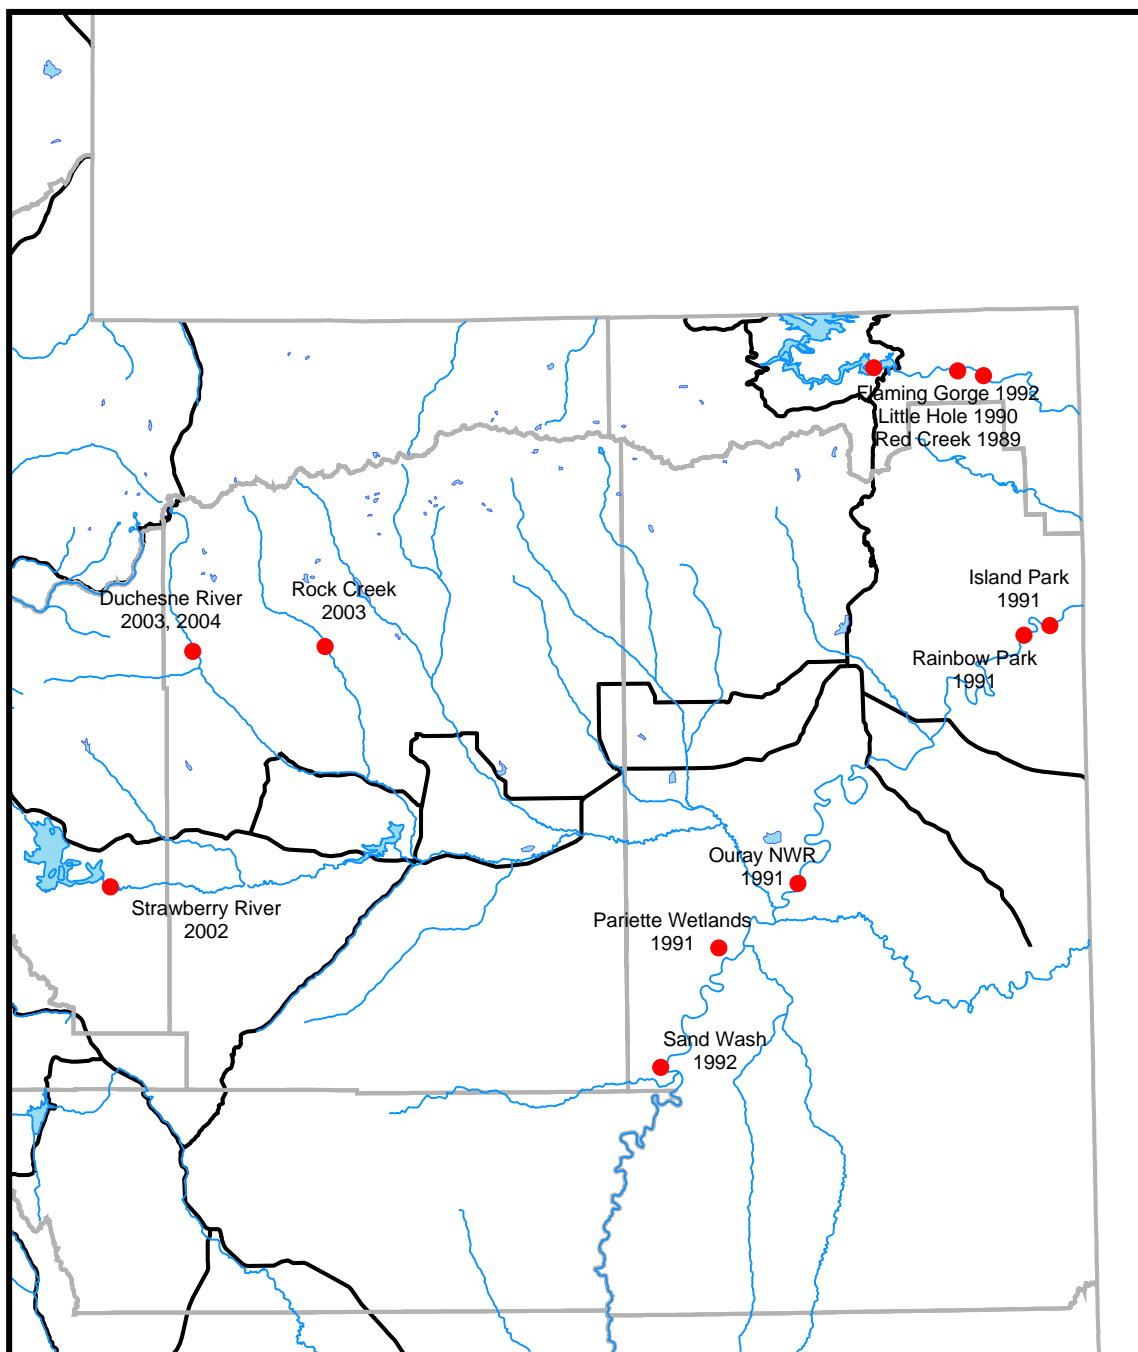 Flaming Gorge 1992
Little Hole 1990
Red Creek 1989
Island Park
1991
Rock Creek
2003
Duchesne River
2003, 2004
Rainbow Park
1991
Ouray NWR
1991
Strawberry River
2002
Pariette Wetlands
1991
Sand Wash
1992